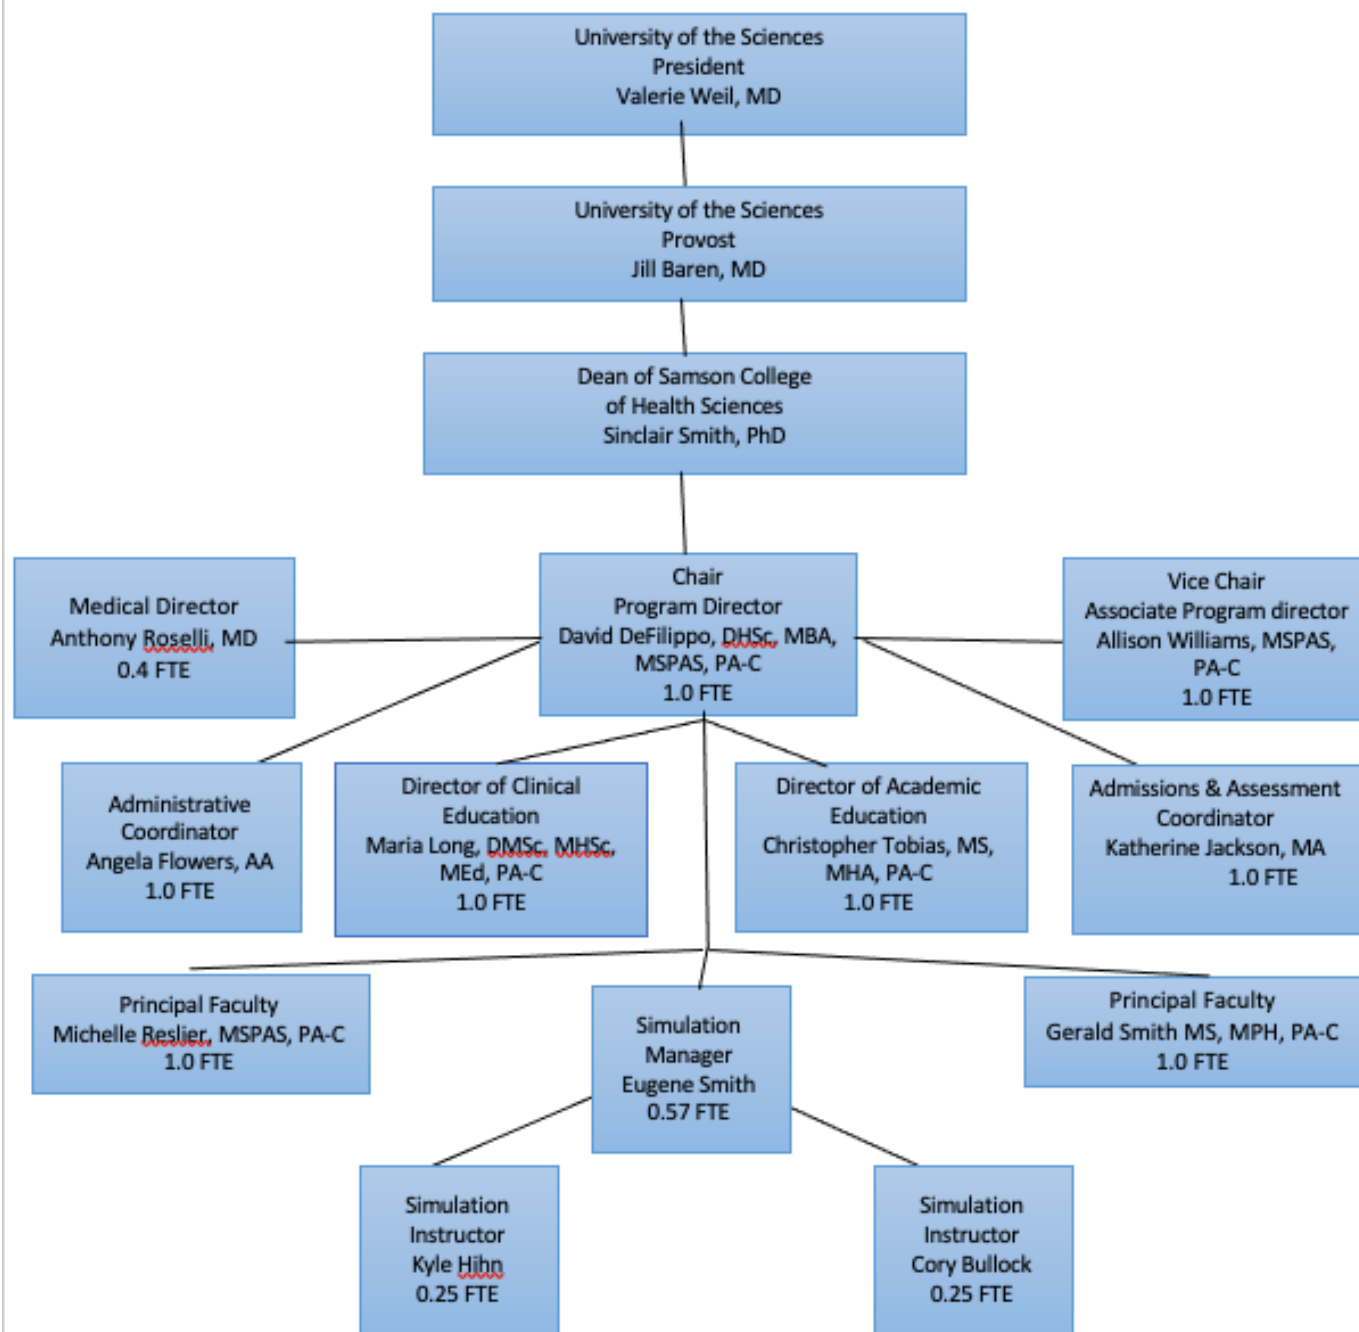 University of the Sciences
President
Valerie Weil, MD
University of the Sciences
Provost
Jill Baren, MD
Dean of Samson College
of Health Sciences
Sinclair Smith, PhD
Medical Director
Anthony Roselli, MD
0.4 FTE
Chair
Program Director
David DeFilippo, DHSc, MBA,
MSPAS, PA-C
1.0 FTE
Vice Chair
Associate Program director
Allison Williams, MSPAS,
PA-C
1.0 FTE
Administrative
Coordinator
Angela Flowers, AA
1.0 FTE
Director of Clinical
Education
Maria Long, DMSc, MHSc,
MEd, PA-C
1.0 FTE
Director of Academic
Education
Christopher Tobias, MS,
MHA, PA-C
1.0 FTE
Admissions & Assessment
Coordinator
Katherine Jackson, MA
1.0 FTE
Principal Faculty
Michelle Reslier, MSPAS, PA-C
1.0 FTE
Simulation
Manager
Eugene Smith
0.57 FTE
Principal Faculty
Gerald Smith MS, MPH, PA-C
1.0 FTE
Simulation
Instructor
Kyle Hihn
0.25 FTE
Simulation
Instructor
Cory Bullock
0.25 FTE